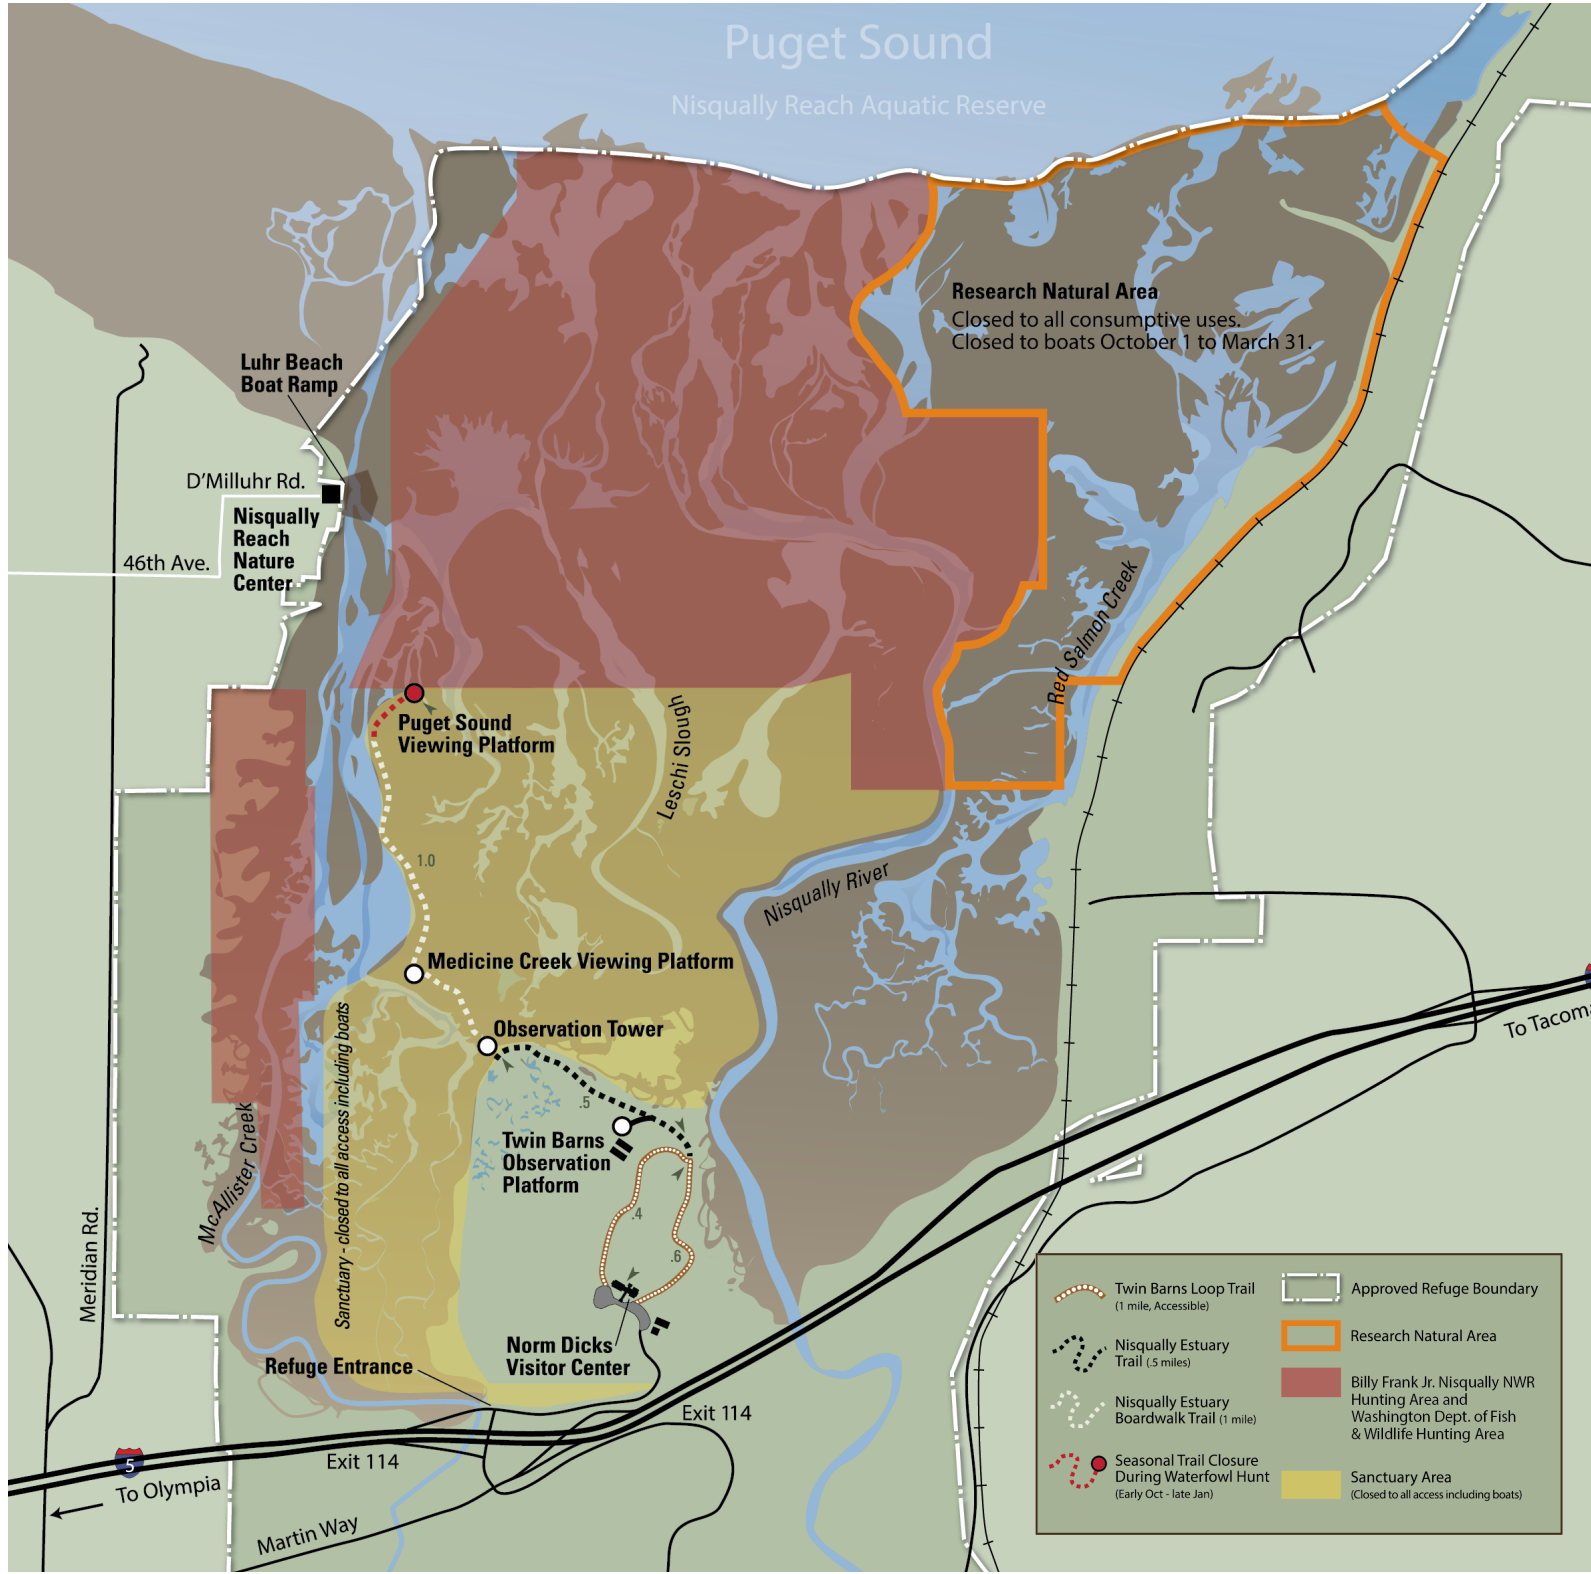 Puget Sound
Nisqually Reach Aquatic Reserve
Research Natural Area
Closed to all consumptive uses.
Closed to boats October 1 to March 31.
Luhr Beach
Boat Ramp
D'Milluhr Rd.
Nisqually
Reach
Nature
Center
46th Ave.
Red Salmon Creek
Puget Sound
Viewing Platform
Leschi Slough
1.0
Nisqually River
Medicine Creek Viewing Platform
Observation Tower
To Tacoma
.5
Twin Barns
Observation
Platform
Sanctuary - closed to all access including boats
McAllister Creek
Meridian Rd.
.4
.6
Norm Dicks
Visitor Center
Refuge Entrance
Exit 114
Exit 114
5
To Olympia
Martin Way
Twin Barns Loop Trail
(1 mile, Accessible)
Nisqually Estuary
Trail (.5 miles)
Nisqually Estuary
Boardwalk Trail (1 mile)
Seasonal Trail Closure
During Waterfowl Hunt
(Early Oct - late Jan)
Approved Refuge Boundary
Research Natural Area
Billy Frank Jr. Nisqually NWR
Hunting Area and
Washington Dept. of Fish
& Wildlife Hunting Area
Sanctuary Area
(Closed to all access including boats)